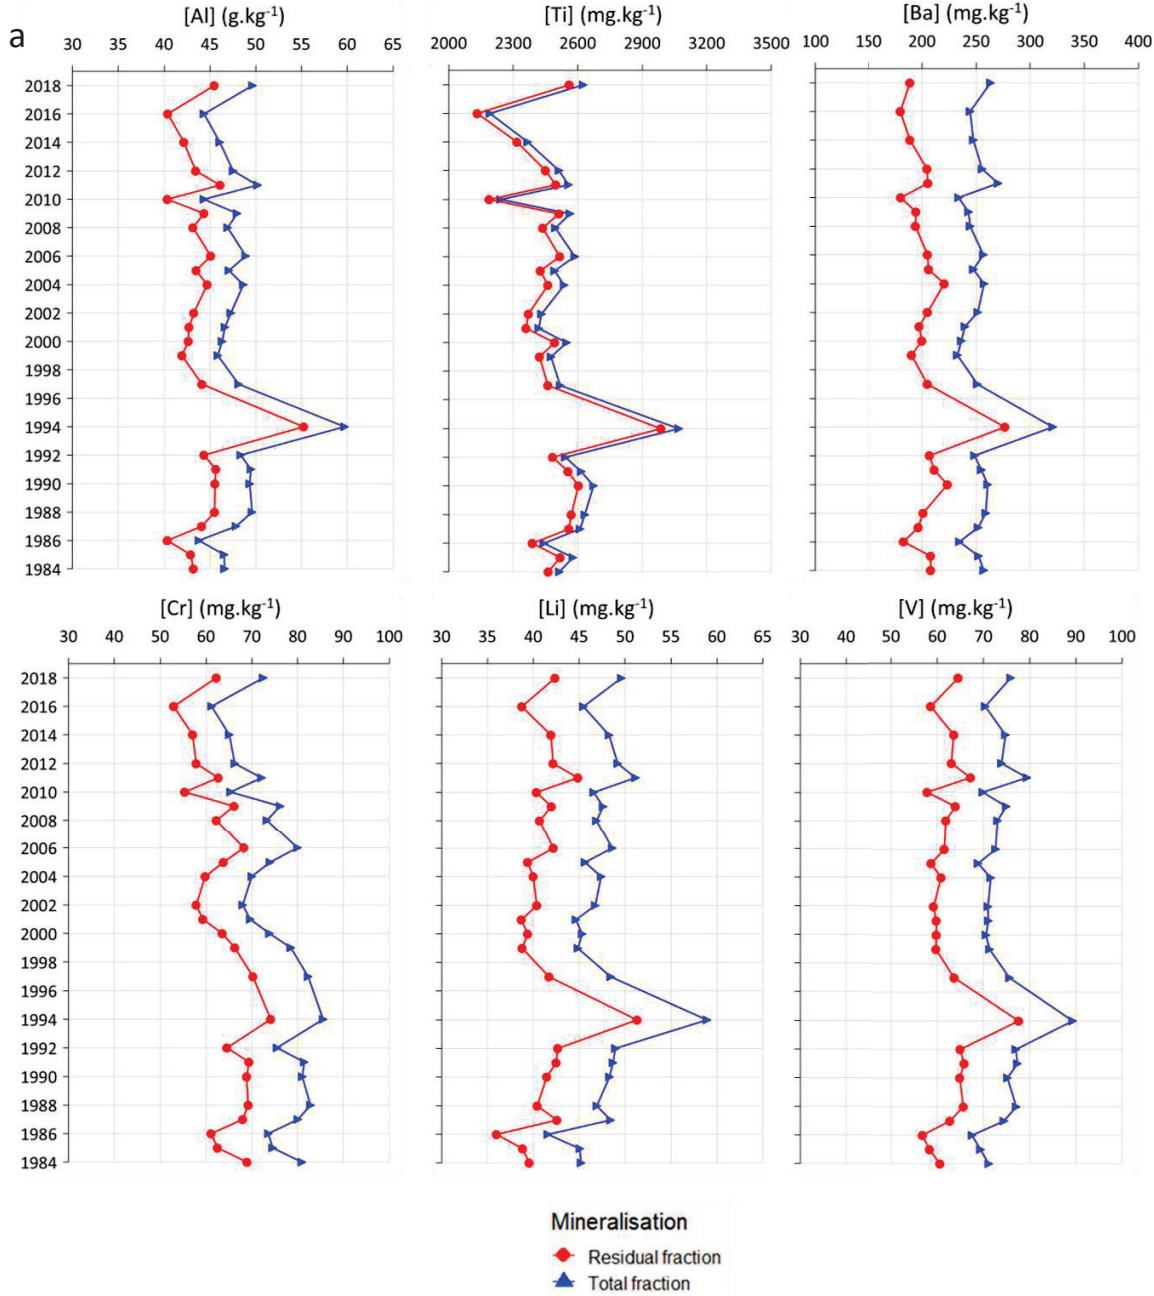 a
[Al] (g.kg⁻¹)
[Ti] (mg.kg⁻¹)
[Ba] (mg.kg⁻¹)
30 35 40 45 50 55 60 65
2000 2300 2600 2900 3200 3500
100 150 200 250 300 350 400
2018
2016
2014
2012
2010
2008
2006
2004
2002
2000
1998
1996
1994
1992
1990
1988
1986
1984
[Cr] (mg.kg⁻¹)
[Li] (mg.kg⁻¹)
[V] (mg.kg⁻¹)
30 40 50 60 70 80 90 100
35 40 45 50 55 60 65
30 40 50 60 70 80 90 100
2018
2016
2014
2012
2010
2008
2006
2004
2002
2000
1998
1996
1994
1992
1990
1988
1986
1984
Mineralisation
Residual fraction
Total fraction